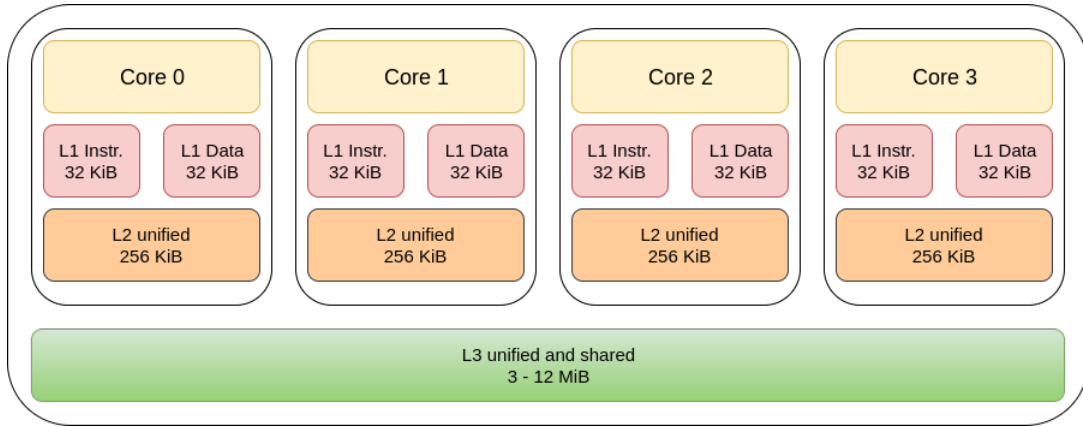 Core 0
Core 1
Core 2
Core 3
L1 Instr.
32 KiB
L1 Data
32 KiB
L1 Instr.
32 KiB
L1 Data
32 KiB
L1 Instr.
32 KiB
L1 Data
32 KiB
L1 Instr.
32 KiB
L1 Data
32 KiB
L2 unified
256 KiB
L2 unified
256 KiB
L2 unified
256 KiB
L2 unified
256 KiB
L3 unified and shared
3 - 12 MiB